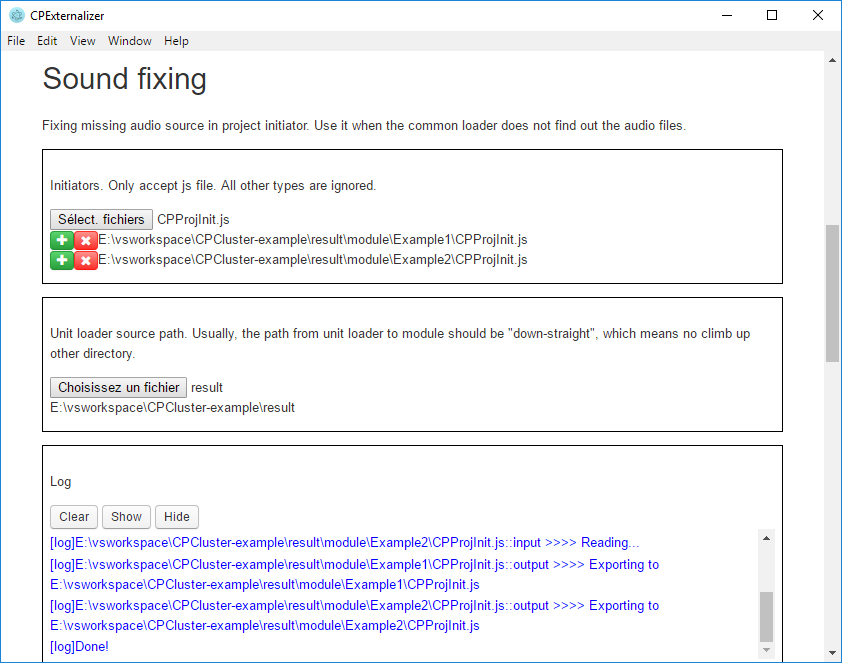 CPExternalizer
File Edit View Window Help
Sound fixing
Fixing missing audio source in project initiator. Use it when the common loader does not find out the audio files.
Initiators. Only accept js file. All other types are ignored.
Sélect. fichiers CPProjInit.js
E:\vsworkspace\CPCluster-example\result\module\Example1\CPProjInit.js
E:\vsworkspace\CPCluster-example\result\module\Example2\CPProjInit.js
Unit loader source path. Usually, the path from unit loader to module should be "down-straight", which means no climb up
other directory.
Choisissez un fichier result
E:\vsworkspace\CPCluster-example\result
Log
Clear Show Hide
[log]E:\vsworkspace\CPCluster-example\result\module\Example2\CPProjInit.js::input >>>> Reading...
[log]E:\vsworkspace\CPCluster-example\result\module\Example1\CPProjInit.js::output >>>> Exporting to
E:\vsworkspace\CPCluster-example\result\module\Example1\CPProjInit.js
[log]E:\vsworkspace\CPCluster-example\result\module\Example2\CPProjInit.js::output >>>> Exporting to
E:\vsworkspace\CPCluster-example\result\module\Example2\CPProjInit.js
[log]Done!